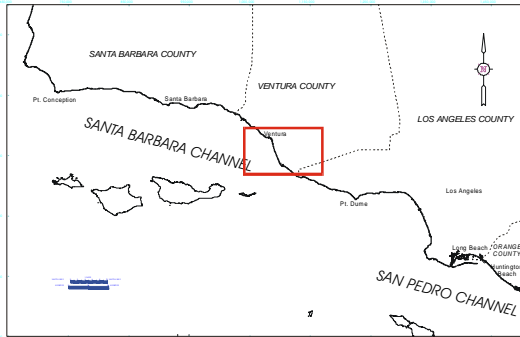 SANTA BARBARA COUNTY
VENTURA COUNTY
N
LOS ANGELES COUNTY
Pt. Conception
Santa Barbara
Ventura
SANTA BARBARA CHANNEL
Los Angeles
Pt. Dume
Long Beach
ORANGE
COUNTY
Huntington
Beach
SAN PEDRO CHANNEL